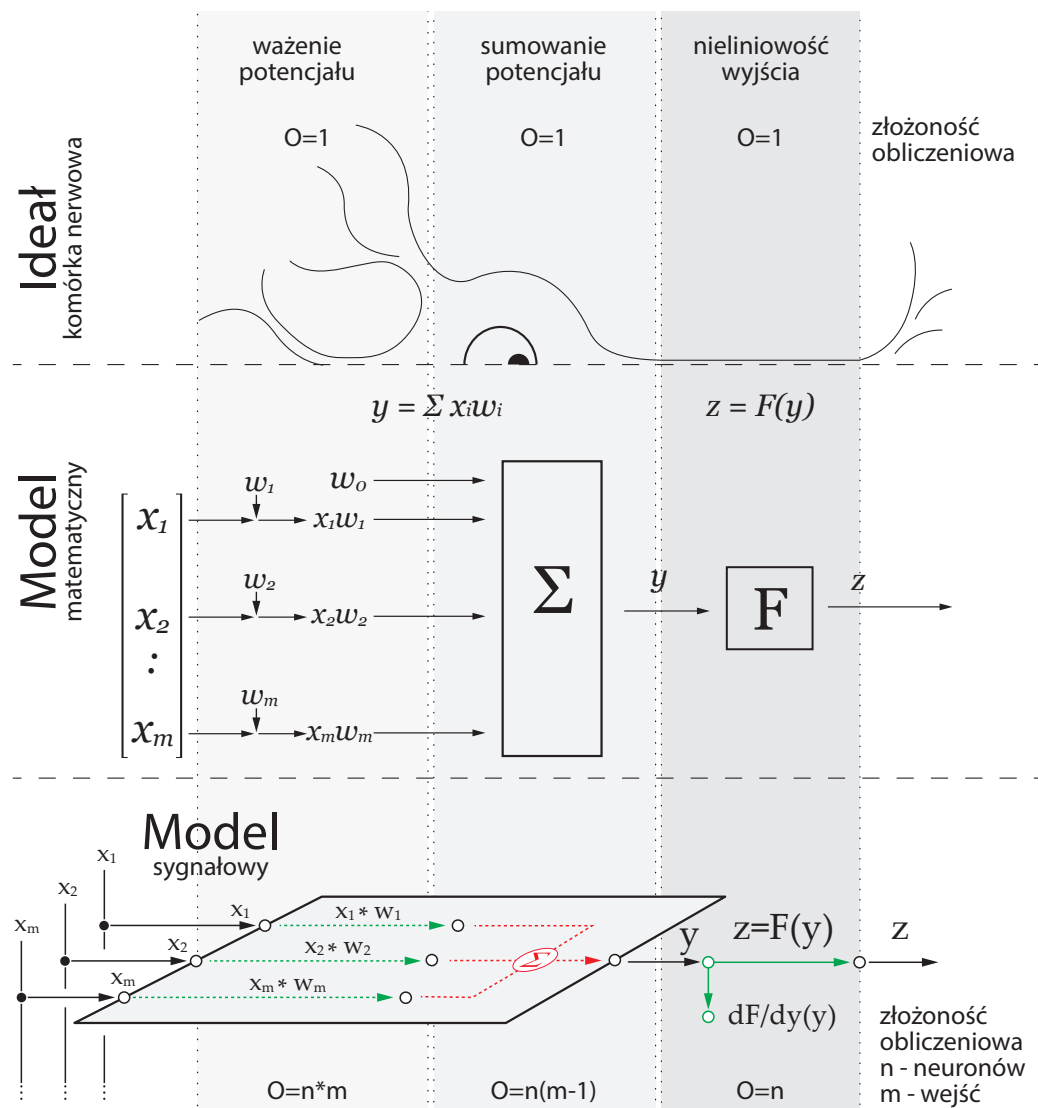 ważenie
potencjału
sumowanie
potencjału
nieliniowość
wyjścia
O=1
O=1
O=1
złożoność
obliczeniowa
Ideał
komórka nerwowa
y = Σ xᵢwᵢ
z = F(y)
Model
matematyczny
w₁
w₀
x₁
x₁w₁
w₂
x₂
x₂w₂
:
wₘ
xₘ
xₘwₘ
Σ
y
F
z
Model
sygnałowy
x₁
x₂
xₘ
x₁
x₁* w₁
x₂
x₂* w₂
xₘ
xₘ* wₘ
Σ
y
z=F(y)
z
dF/dy(y)
złożoność
obliczeniowa
n - neuronów
m - wejść
O=n*m
O=n(m-1)
O=n